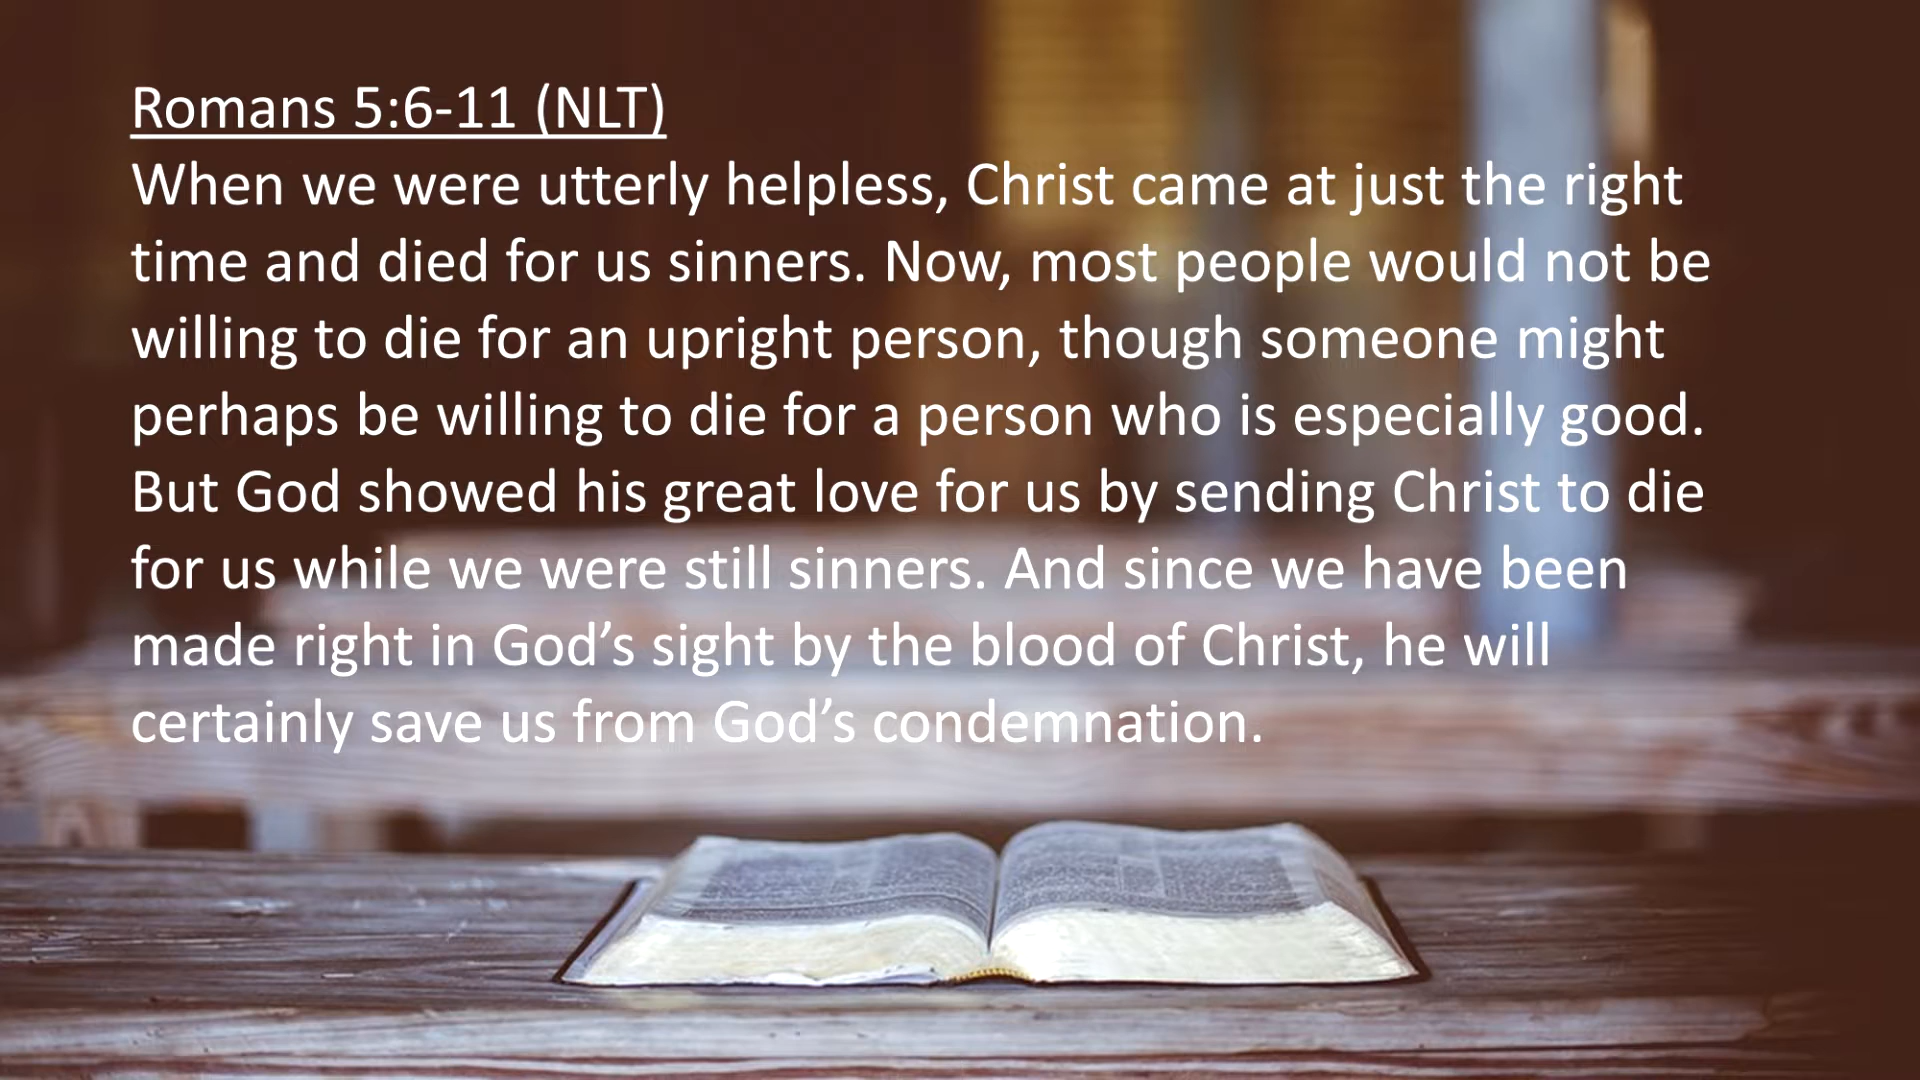 Romans 5:6-11 (NLT)
When we were utterly helpless, Christ came at just the right
time and died for us sinners. Now, most people would not be
willing to die for an upright person, though someone might
perhaps be willing to die for a person who is especially good.
But God showed his great love for us by sending Christ to die
for us while we were still sinners. And since we have been
made right in God’s sight by the blood of Christ, he will
certainly save us from God’s condemnation.